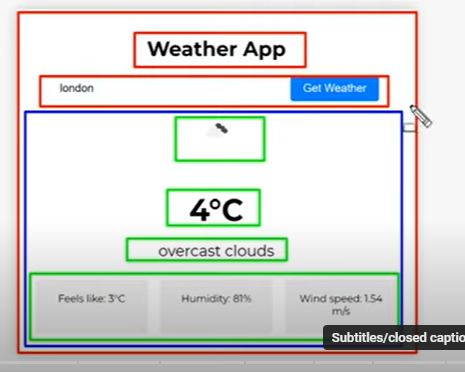 Weather App
london
Get Weather
4°C
overcast clouds
Feels like: 3°C
Humidity: 81%
Wind speed: 1.54
m/s
Subtitles/closed captio